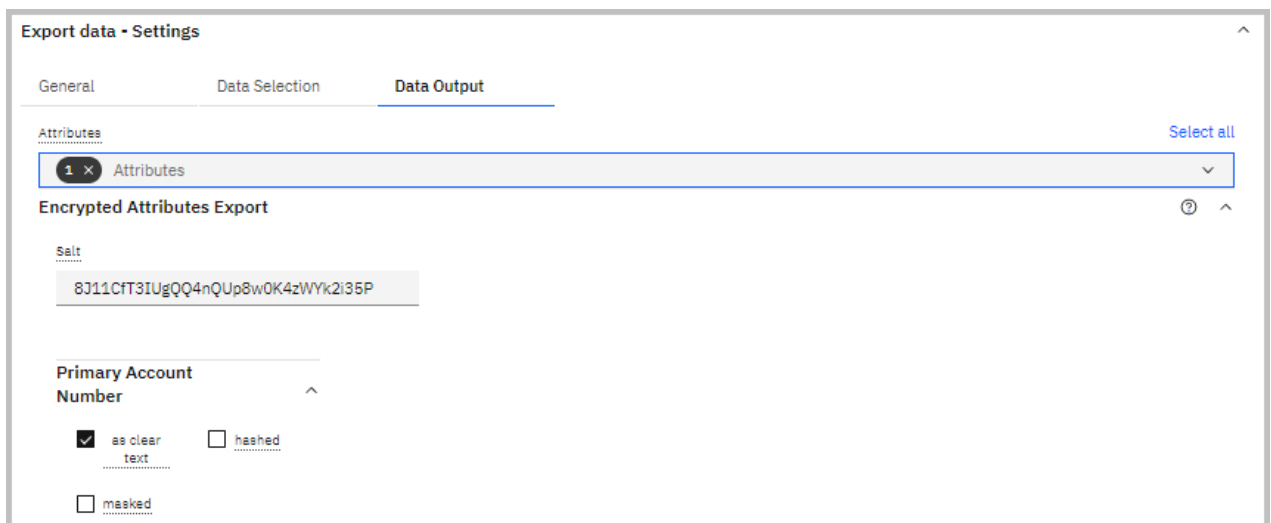 Export data - Settings
General Data Selection Data Output
Attributes Select all
1 × Attributes
Encrypted Attributes Export
Salt
8J11CfT3IUgQQ4nQUp8w0K4zWYk2i35P
Primary Account
Number
as clear hashed
text
masked